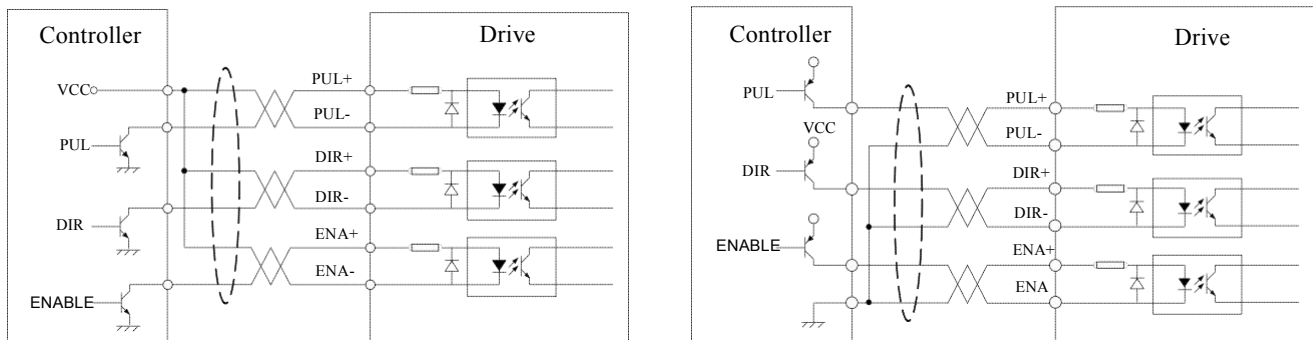 Controller
Drive
VCC
PUL+
PUL-
PUL
DIR+
DIR-
DIR
ENA+
ENA-
ENABLE
Controller
Drive
PUL
PUL+
VCC
PUL-
DIR
DIR+
DIR-
ENABLE
ENA+
ENA